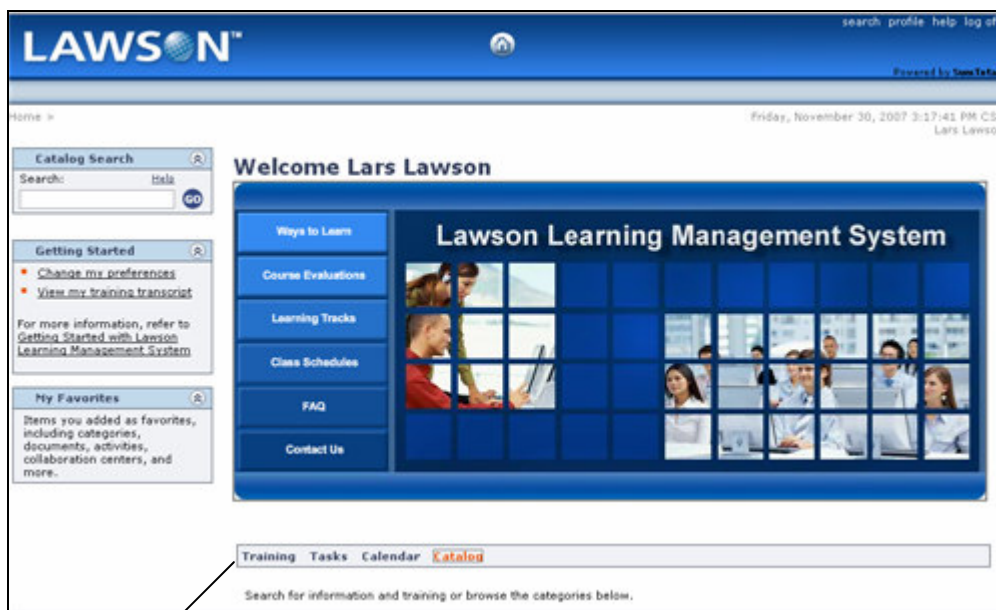 search profile help log of
LAWSON™
Powered by SumTota
Home >
Friday, November 30, 2007 3:17:41 PM CS
Lars Lawso
Catalog Search
Search: Help
GO
Getting Started
Change my preferences
View my training transcript
For more information, refer to
Getting Started with Lawson
Learning Management System
My Favorites
Items you added as favorites,
including categories,
documents, activities,
collaboration centers, and
more.
Welcome Lars Lawson
Ways to Learn
Course Evaluations
Learning Tracks
Class Schedules
FAQ
Contact Us
Lawson Learning Management System
Training Tasks Calendar Catalog
Search for information and training or browse the categories below.